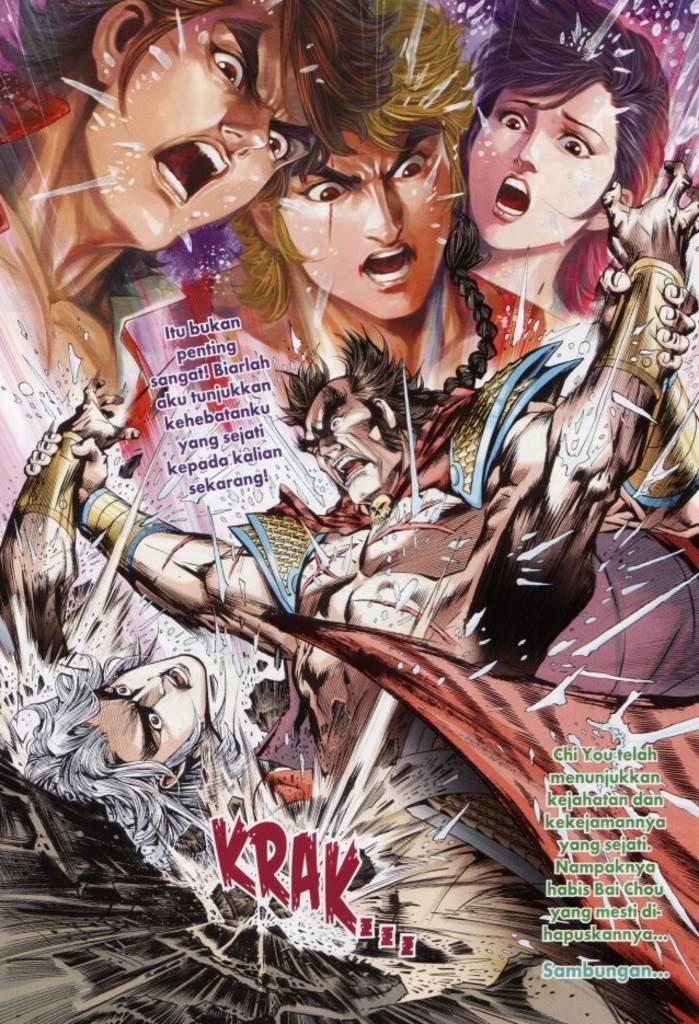 Itu bukan
penting
sangat! Biarlah
aku tunjukkan
kehebatanku
yang sejati
kepada kalian
sekarang!
KRAKzzz
Chi You telah
menunjukkan
kejahatan dan
kekejamannya
yang sejati.
Nampaknya
habis Bai Chou
yang mesti di-
hapuskannya...
Sambungan...